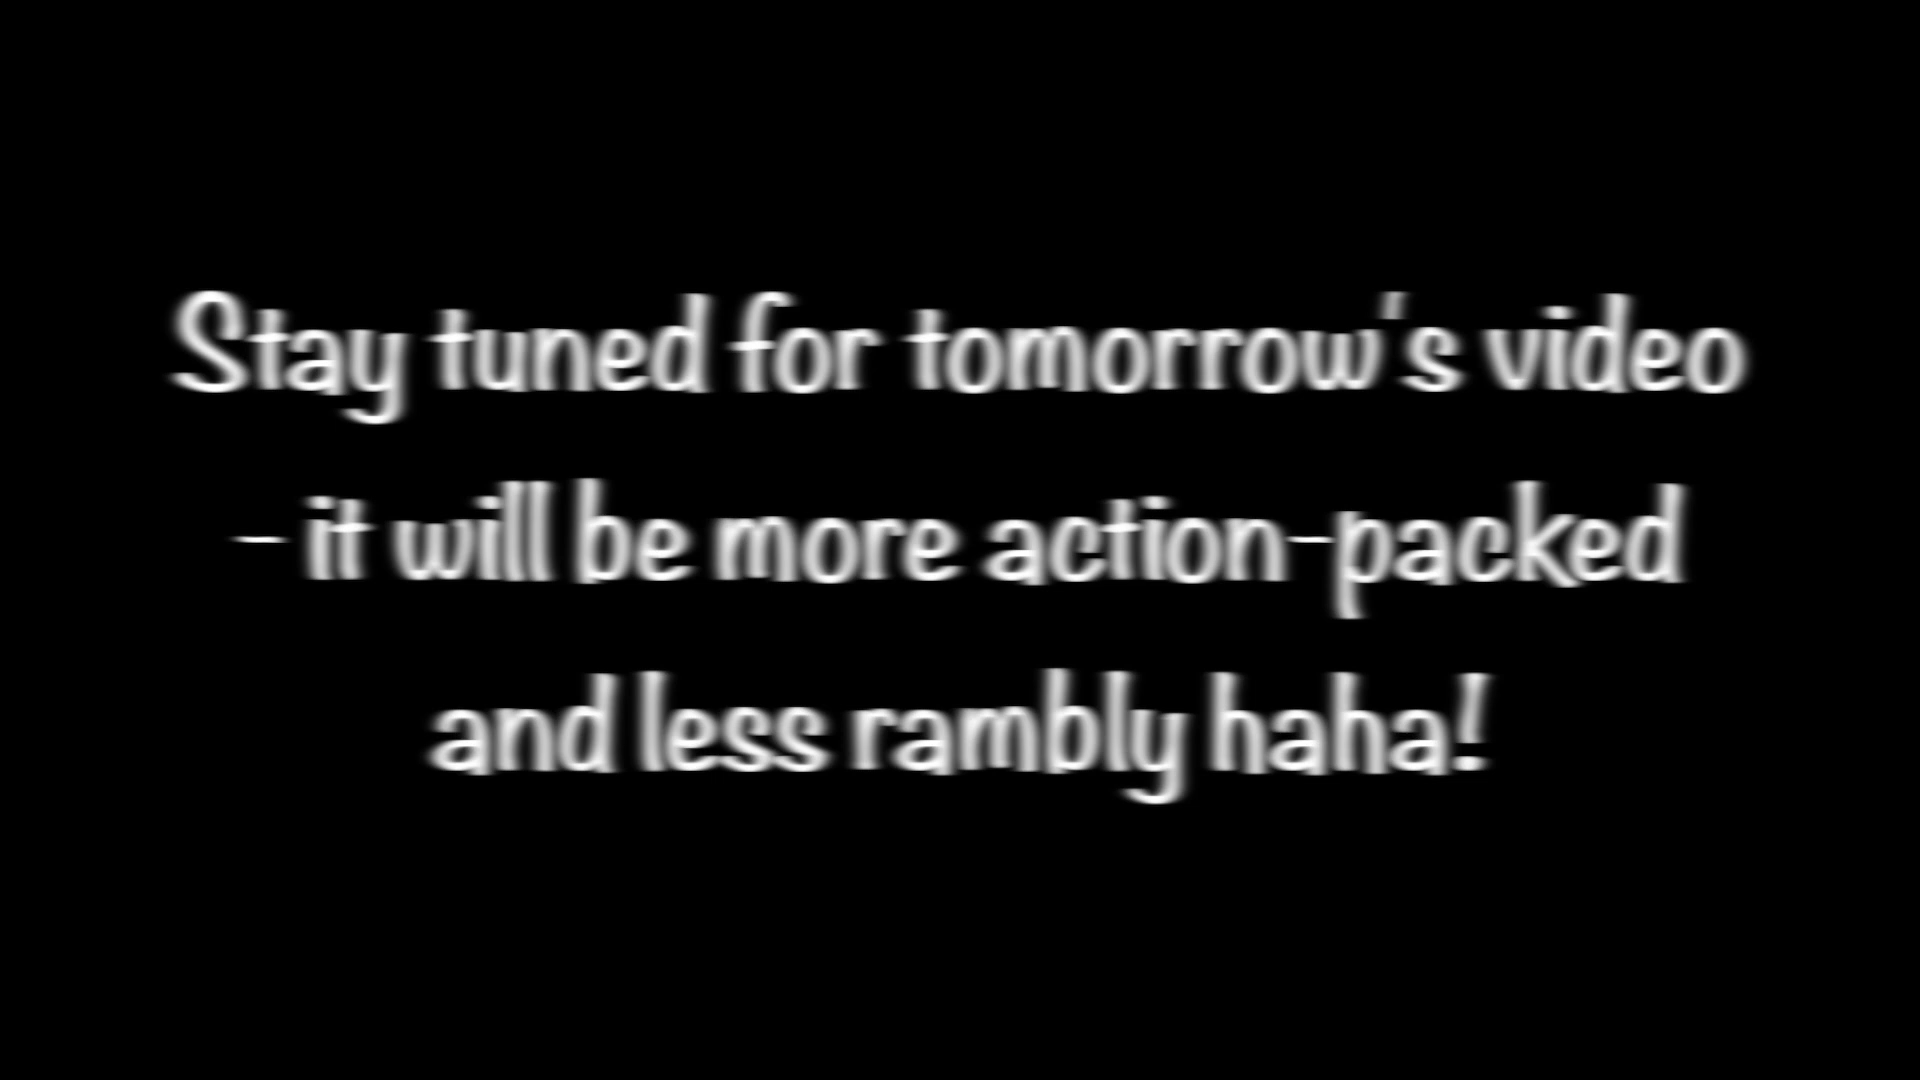 Stay tuned for tomorrow's video
- it will be more action-packed
and less rambly haha!